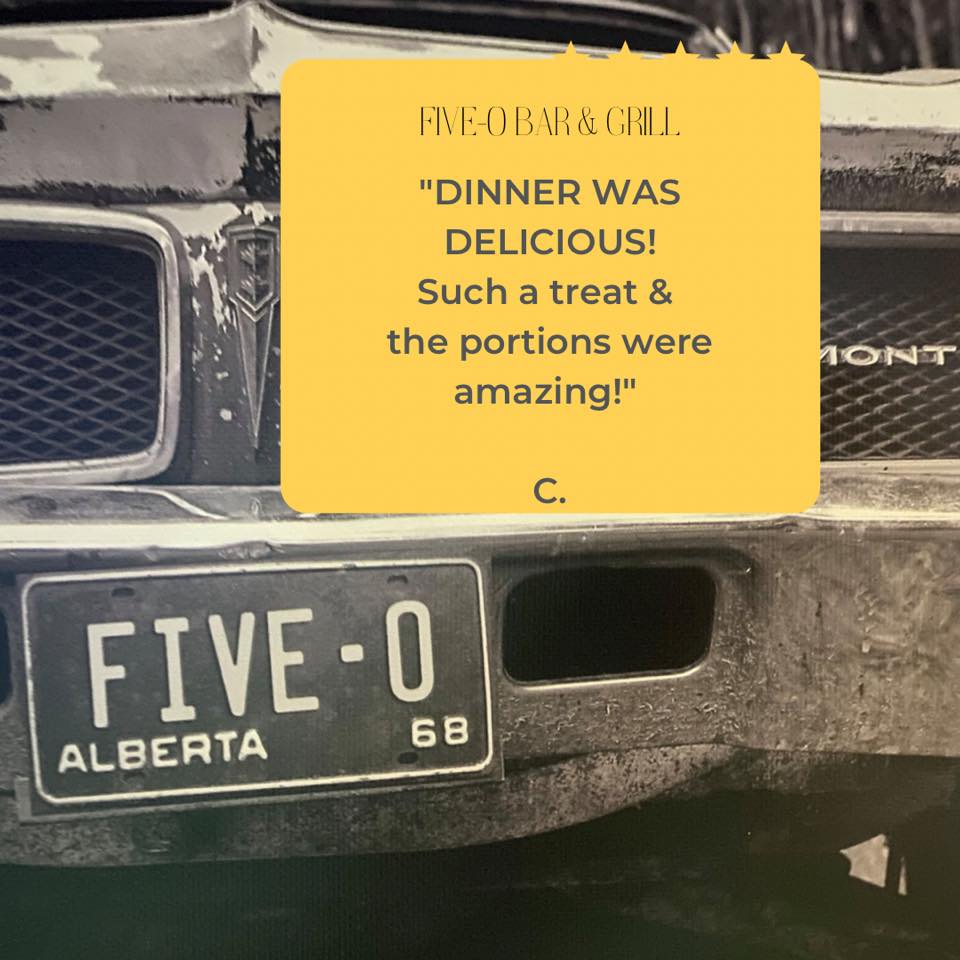 FIVE-O BAR & GRILL
"DINNER WAS
DELICIOUS!
Such a treat &
the portions were
amazing!"
C.
MONT
FIVE-O
ALBERTA 68